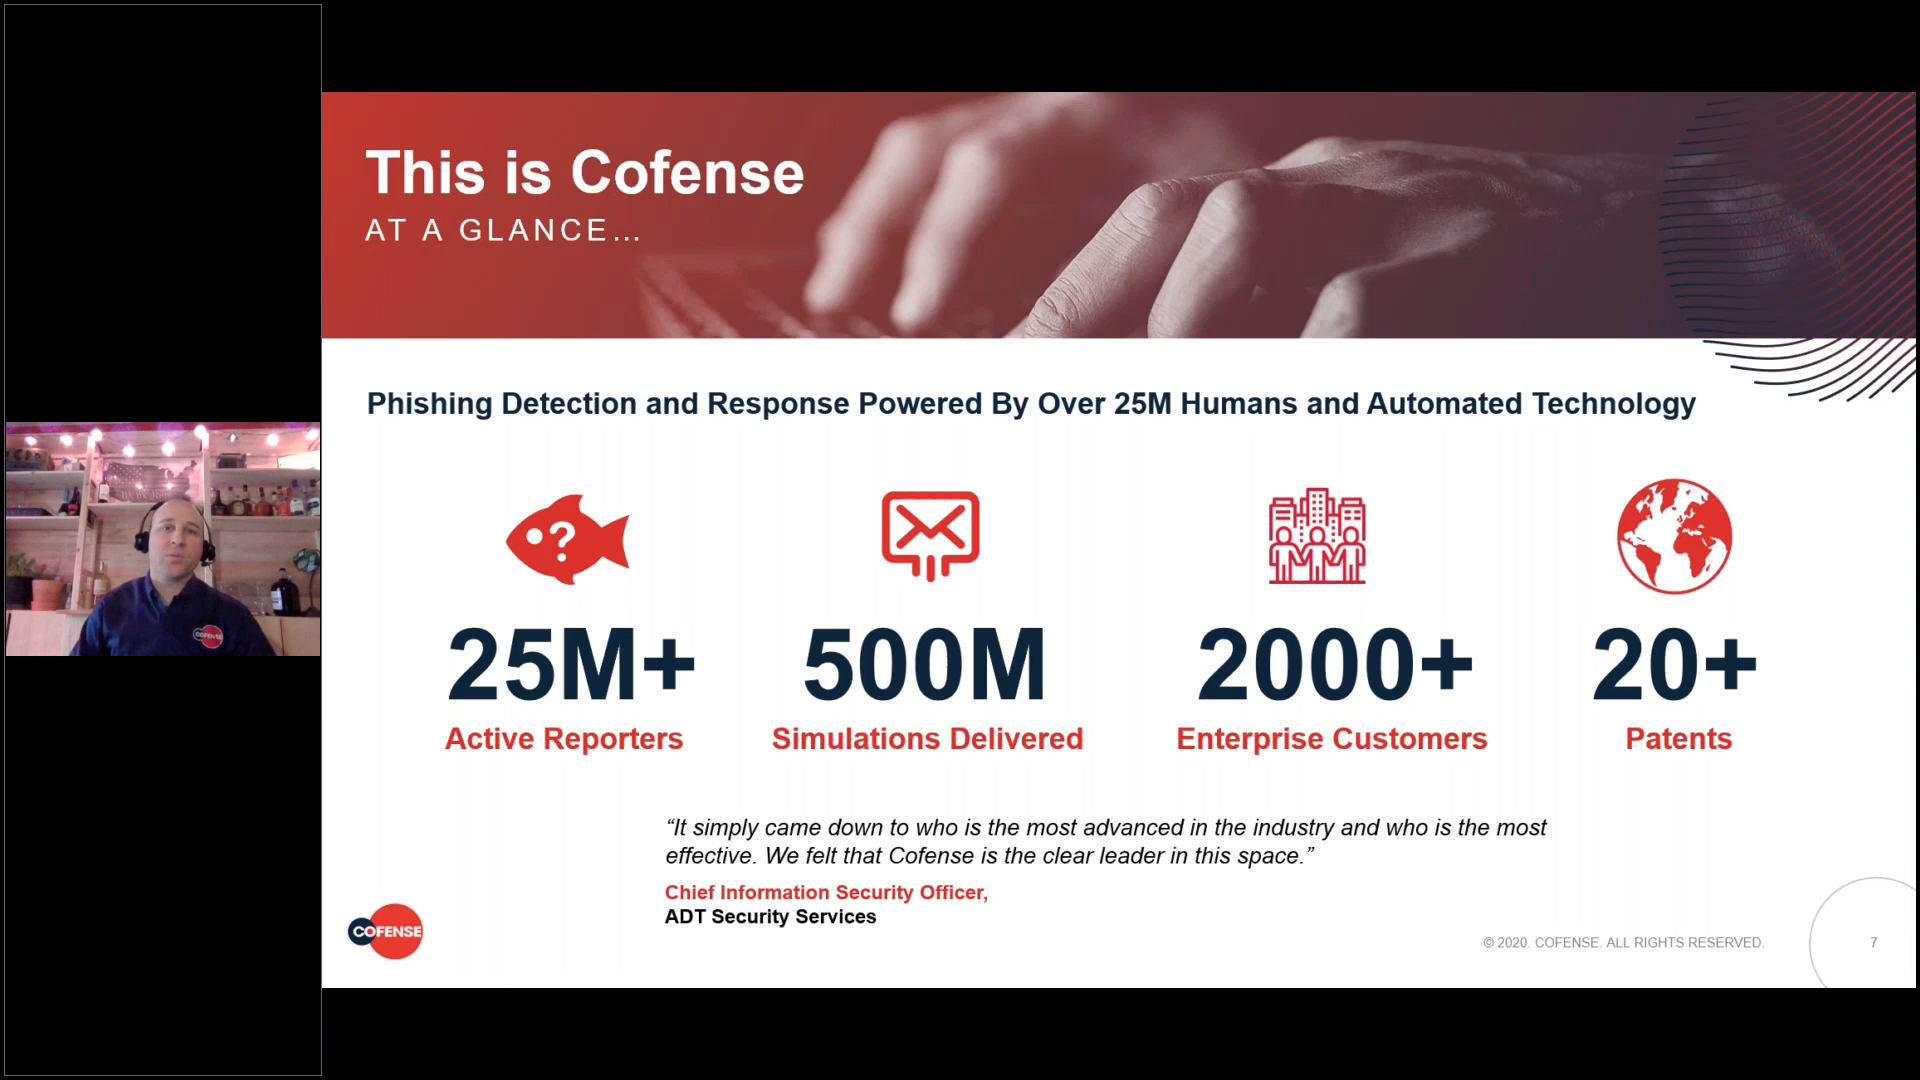 This is Cofense
AT A GLANCE…
Phishing Detection and Response Powered By Over 25M Humans and Automated Technology
?
25M+
Active Reporters
500M
Simulations Delivered
2000+
Enterprise Customers
20+
Patents
“It simply came down to who is the most advanced in the industry and who is the most
effective. We felt that Cofense is the clear leader in this space.”
Chief Information Security Officer,
ADT Security Services
COFENSE
© 2020. COFENSE. ALL RIGHTS RESERVED.
7
COFENSE